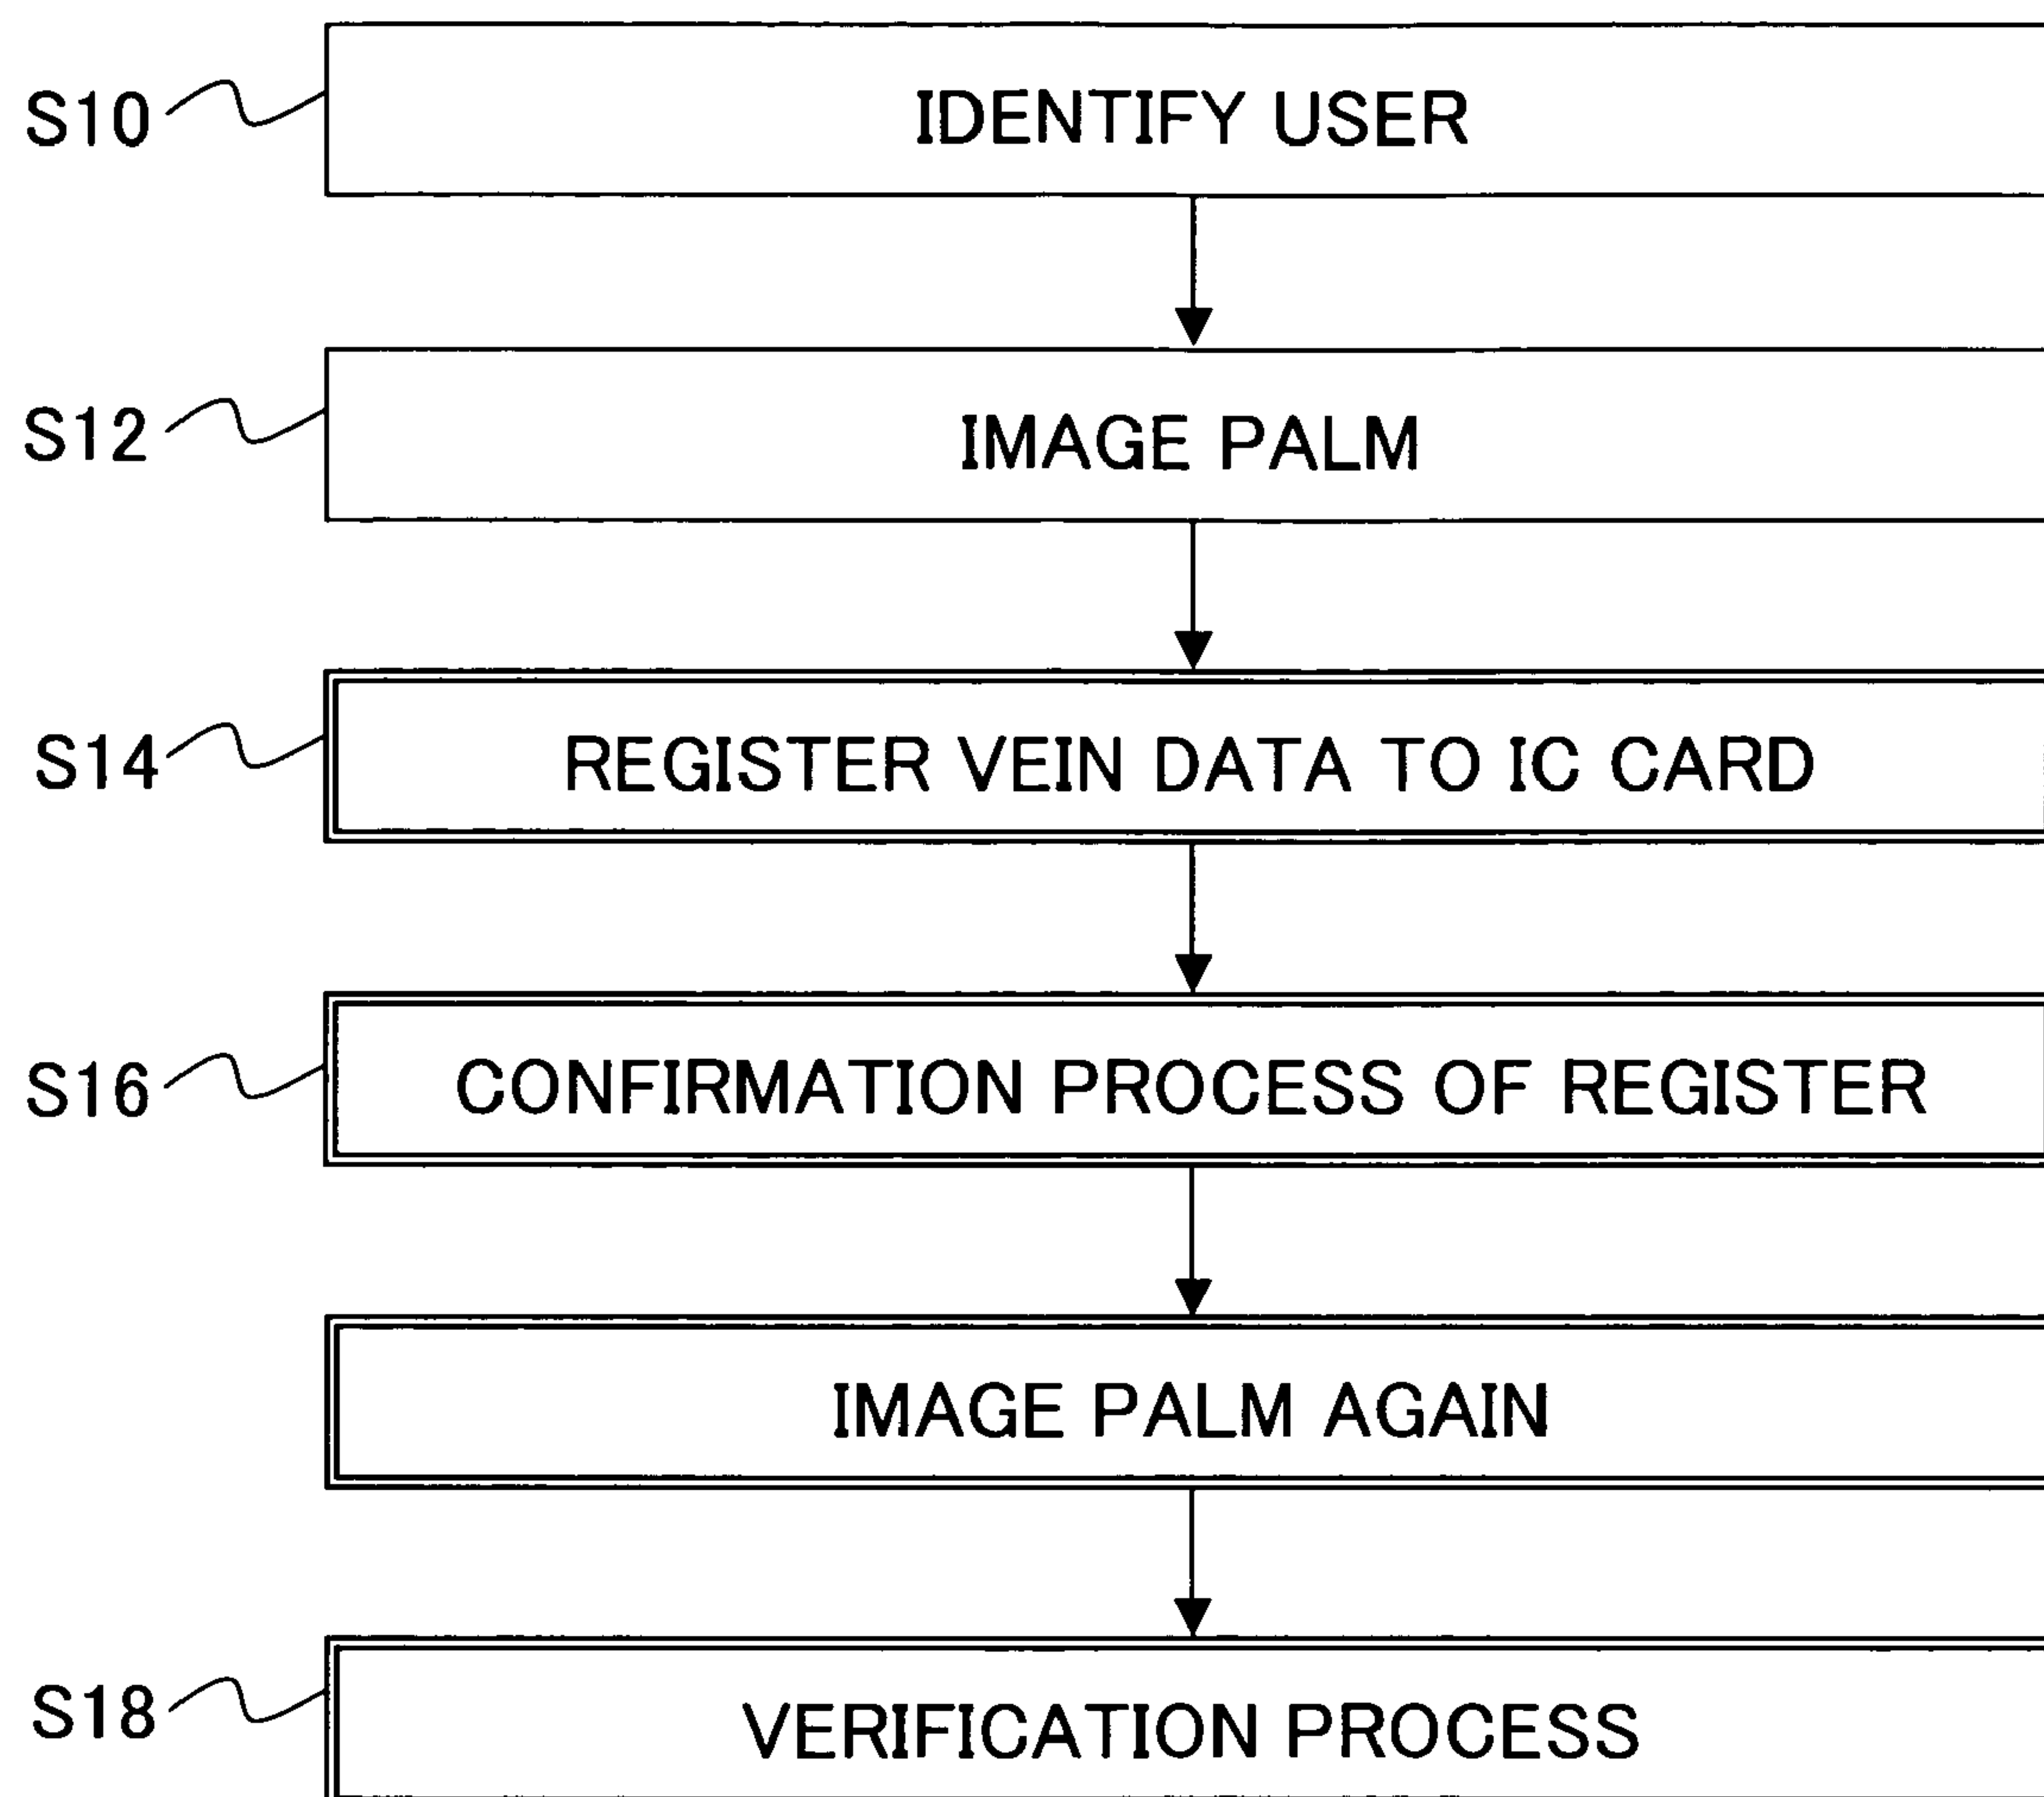 S10 IDENTIFY USER
S12 IMAGE PALM
S14 REGISTER VEIN DATA TO IC CARD
S16 CONFIRMATION PROCESS OF REGISTER
IMAGE PALM AGAIN
S18 VERIFICATION PROCESS